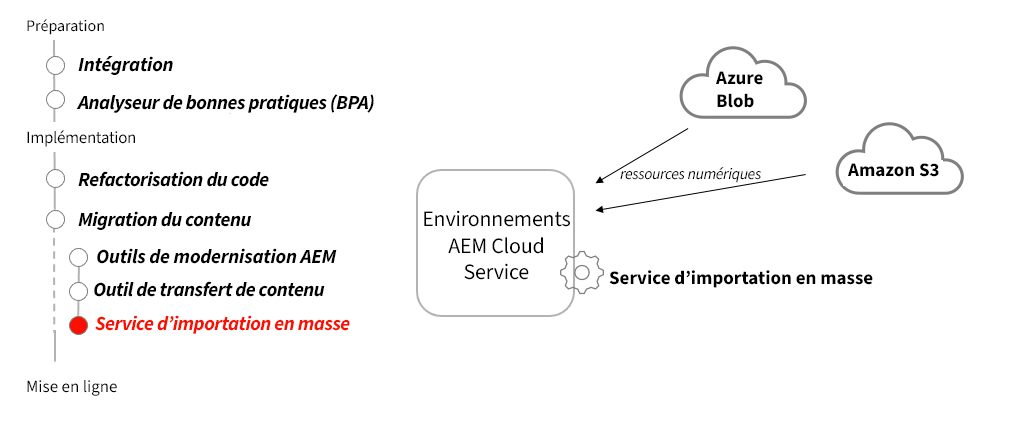 Préparation
Intégration
Analyseur de bonnes pratiques (BPA)
Implémentation
Refactorisation du code
Migration du contenu
Outils de modernisation AEM
Outil de transfert de contenu
Service d’importation en masse
Mise en ligne
Azure
Blob
Amazon S3
ressources numériques
Environnements
AEM Cloud
Service
Service d’importation en masse